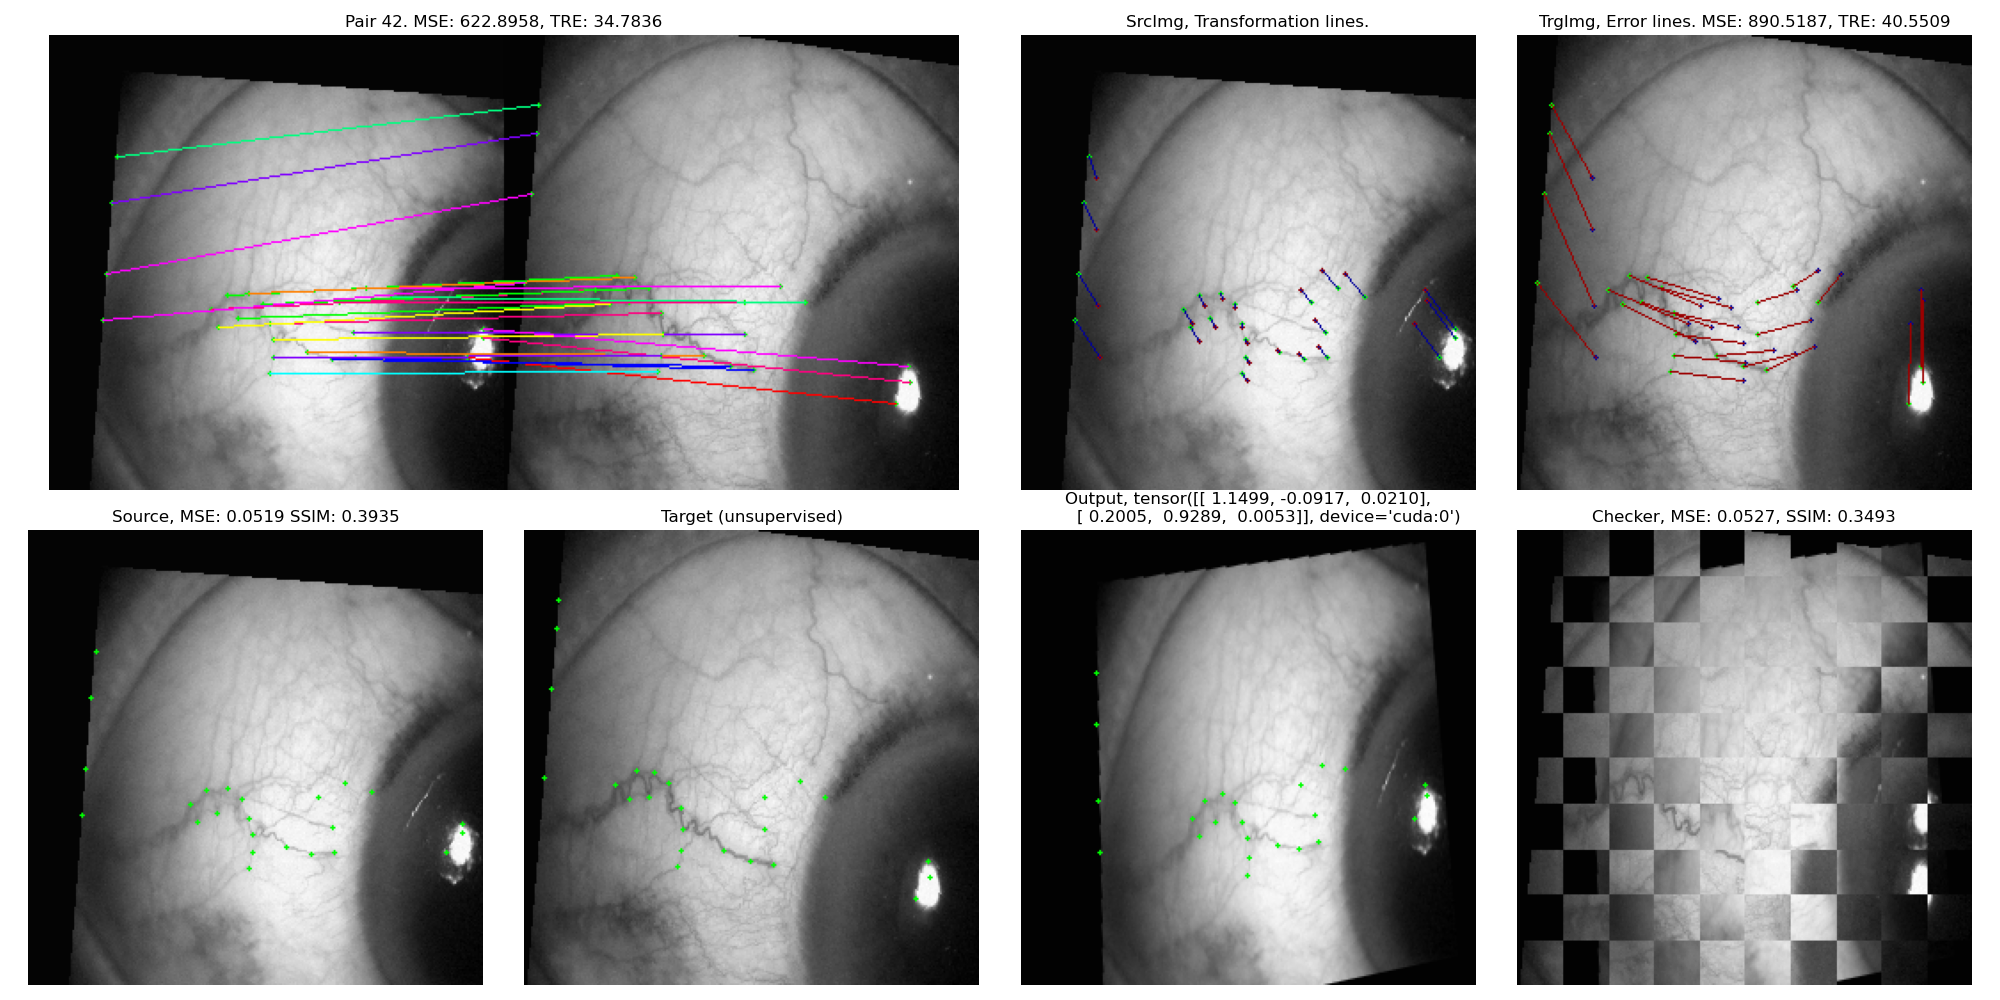 Pair 42. MSE: 622.8958, TRE: 34.7836
SrcImg, Transformation lines.
TrgImg, Error lines. MSE: 890.5187, TRE: 40.5509
Source, MSE: 0.0519 SSIM: 0.3935
Target (unsupervised)
Output, tensor([[ 1.1499, -0.0917,  0.0210],
[ 0.2005,  0.9289,  0.0053]], device='cuda:0')
Checker, MSE: 0.0527, SSIM: 0.3493